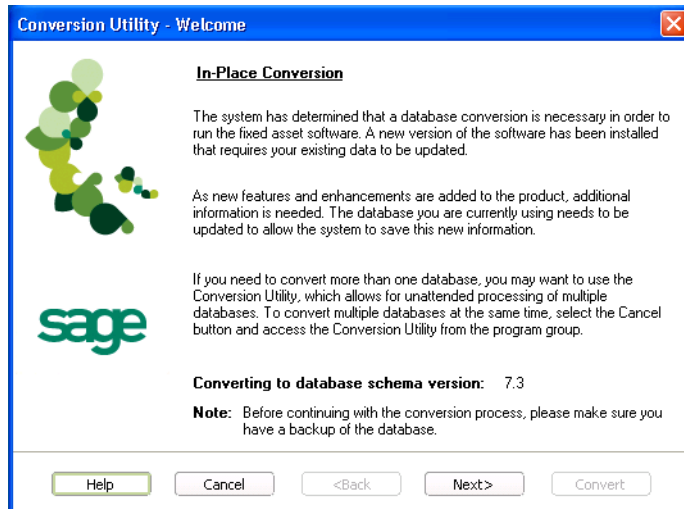 Conversion Utility - Welcome
In-Place Conversion
The system has determined that a database conversion is necessary in order to
run the fixed asset software. A new version of the software has been installed
that requires your existing data to be updated.
As new features and enhancements are added to the product, additional
information is needed. The database you are currently using needs to be
updated to allow the system to save this new information.
If you need to convert more than one database, you may want to use the
Conversion Utility, which allows for unattended processing of multiple
databases. To convert multiple databases at the same time, select the Cancel
button and access the Conversion Utility from the program group.
sage
Converting to database schema version: 7.3
Note: Before continuing with the conversion process, please make sure you
have a backup of the database.
Help Cancel <Back Next> Convert